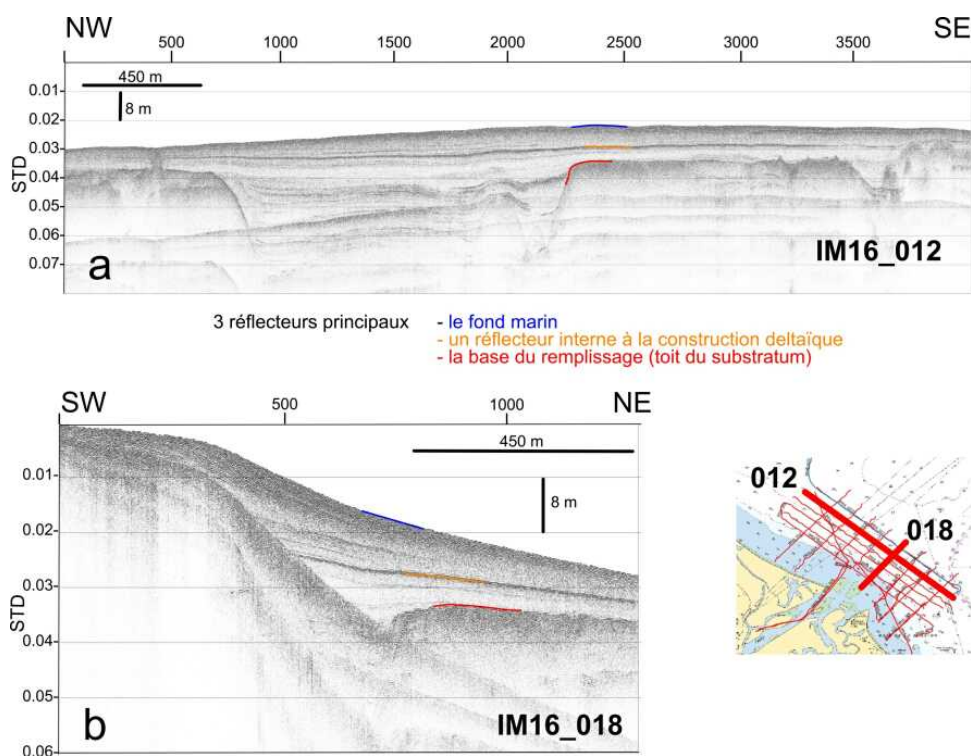 NW SE
500 1000 1500 2000 2500 3000 3500
450 m
8 m
0.01
0.02
0.03
0.04
0.05
0.06
0.07
STD
a
IM16_012
3 réflecteurs principaux - le fond marin
- un réflecteur interne à la construction deltaïque
- la base du remplissage (toit du substratum)
SW NE
500 1000
450 m
8 m
0.01
0.02
0.03
0.04
0.05
0.06
STD
b
IM16_018
012
018